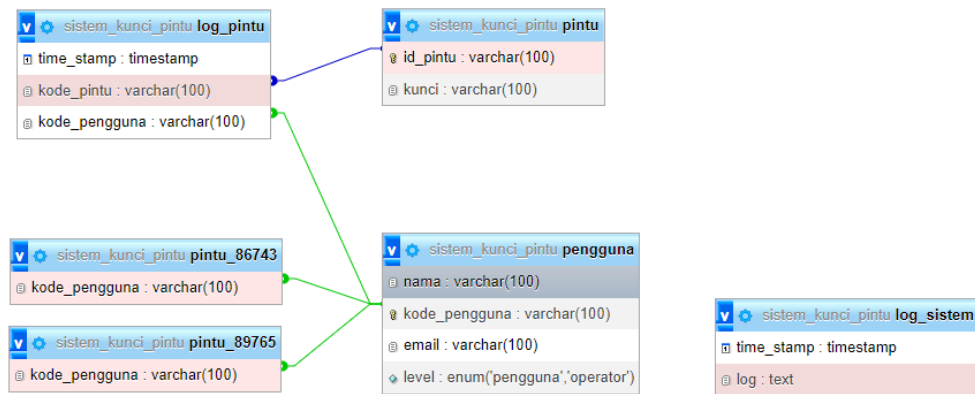 sistem_kunci_pintu log_pintu
time_stamp : timestamp
kode_pintu : varchar(100)
kode_pengguna : varchar(100)
sistem_kunci_pintu pintu
id_pintu : varchar(100)
kunci : varchar(100)
sistem_kunci_pintu pintu_86743
kode_pengguna : varchar(100)
sistem_kunci_pintu pintu_89765
kode_pengguna : varchar(100)
sistem_kunci_pintu pengguna
nama : varchar(100)
kode_pengguna : varchar(100)
email : varchar(100)
level : enum('pengguna','operator')
sistem_kunci_pintu log_sistem
time_stamp : timestamp
log : text